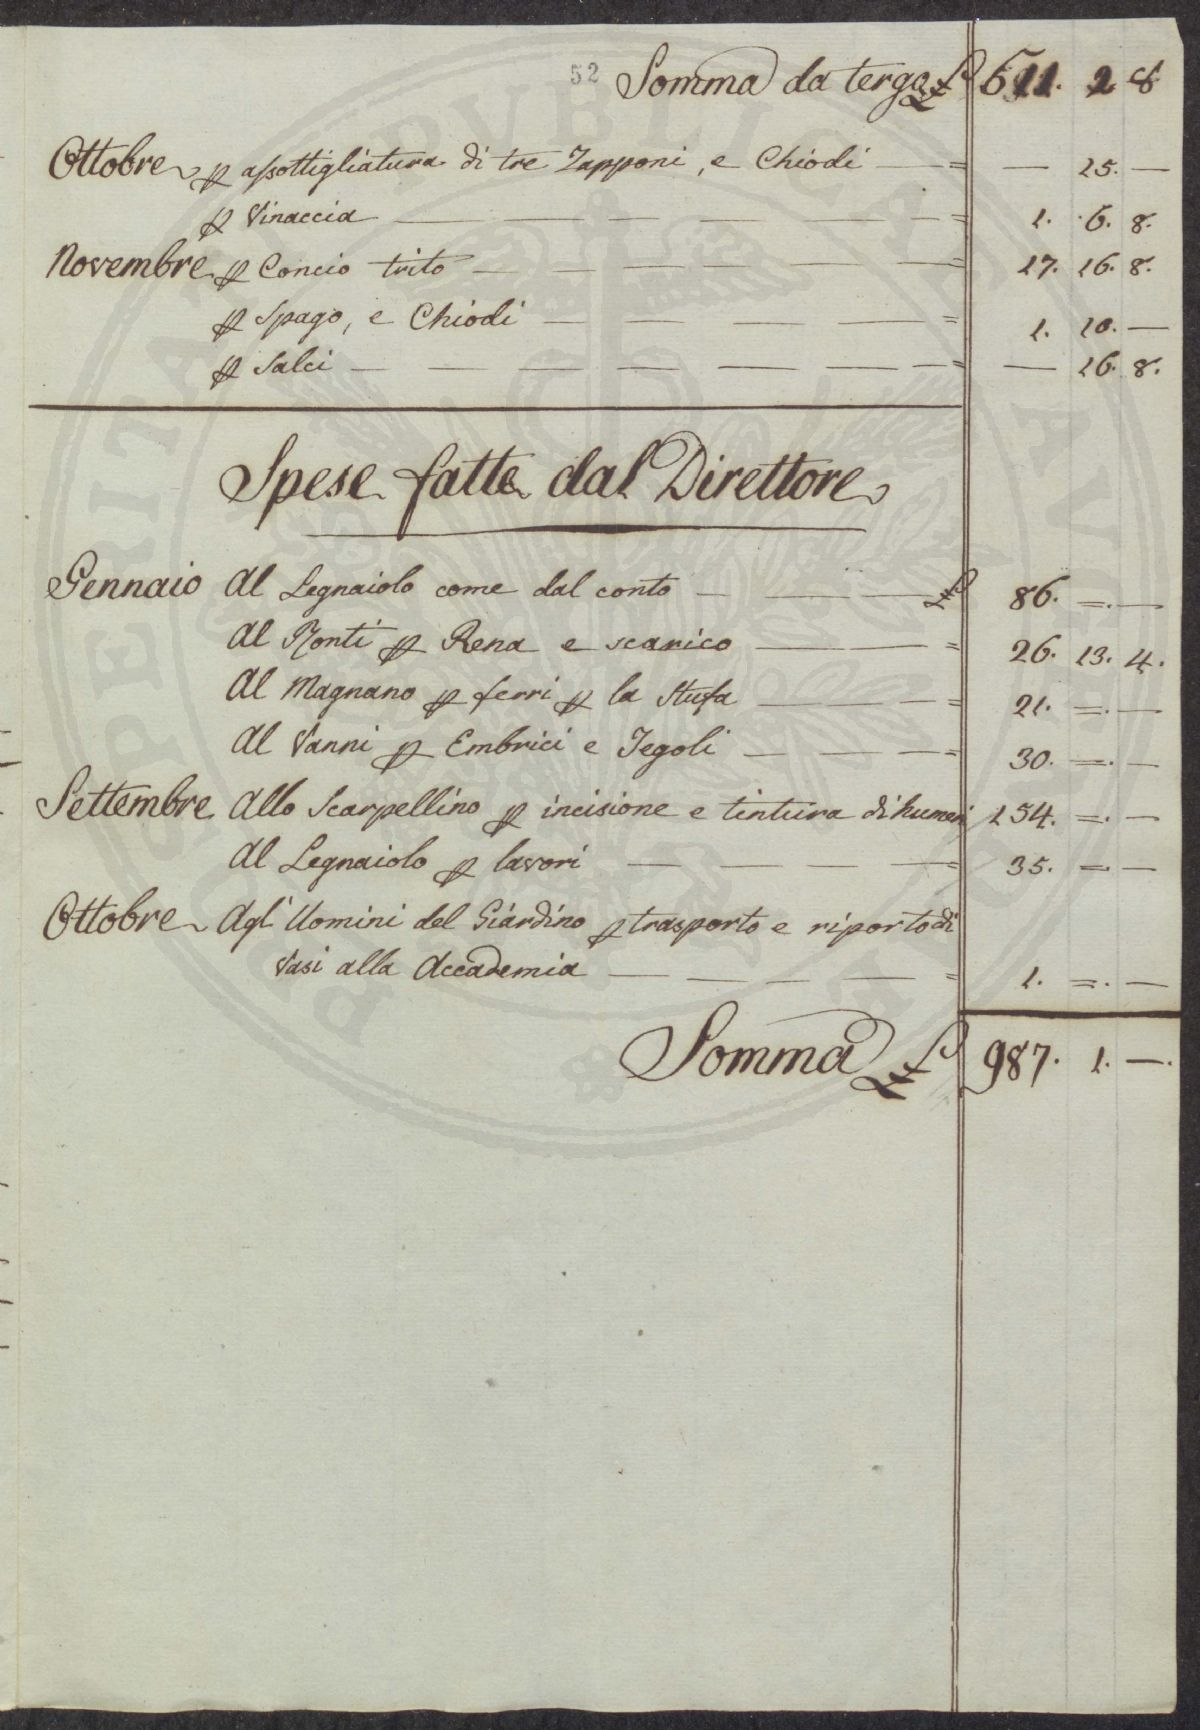 52 Somma da tergo £ 611. 2 8
Ottobre p assottigliatura di tre Zapponi, e Chiodi — = — 15. —
p Vinaccia — — — — — = 1. 6. 8.
Novembre p Concio trito — — — — — = 17. 16. 8.
p Spago, e Chiodi — — — — — = 1. 10. —
p Salci — — — — — — — = — 16. 8.
Spese fatte dal Direttore
Gennaio Al Legnaiolo come dal conto — — — £ 86. =. —
Al Monti p Rena e scarico — — = 26. 13. 4.
Al Magnano p ferri p la Stufa — — — = 21. =. —
Al Vanni p Embrici e Tegoli — — — = 30. =. —
Settembre Allo Scarpellino p incisione e tintura di numeri 154. =. —
Al Legnaiolo p lavori — — — = 35. =. —
Ottobre Agl'Uomini del Giardino p trasporto e riporto di
Vasi alla Accademia — — — — = 1. =. —
Somma £ 987. 1. —.
PROSPERITATI PUBLICAE AUGENDAE